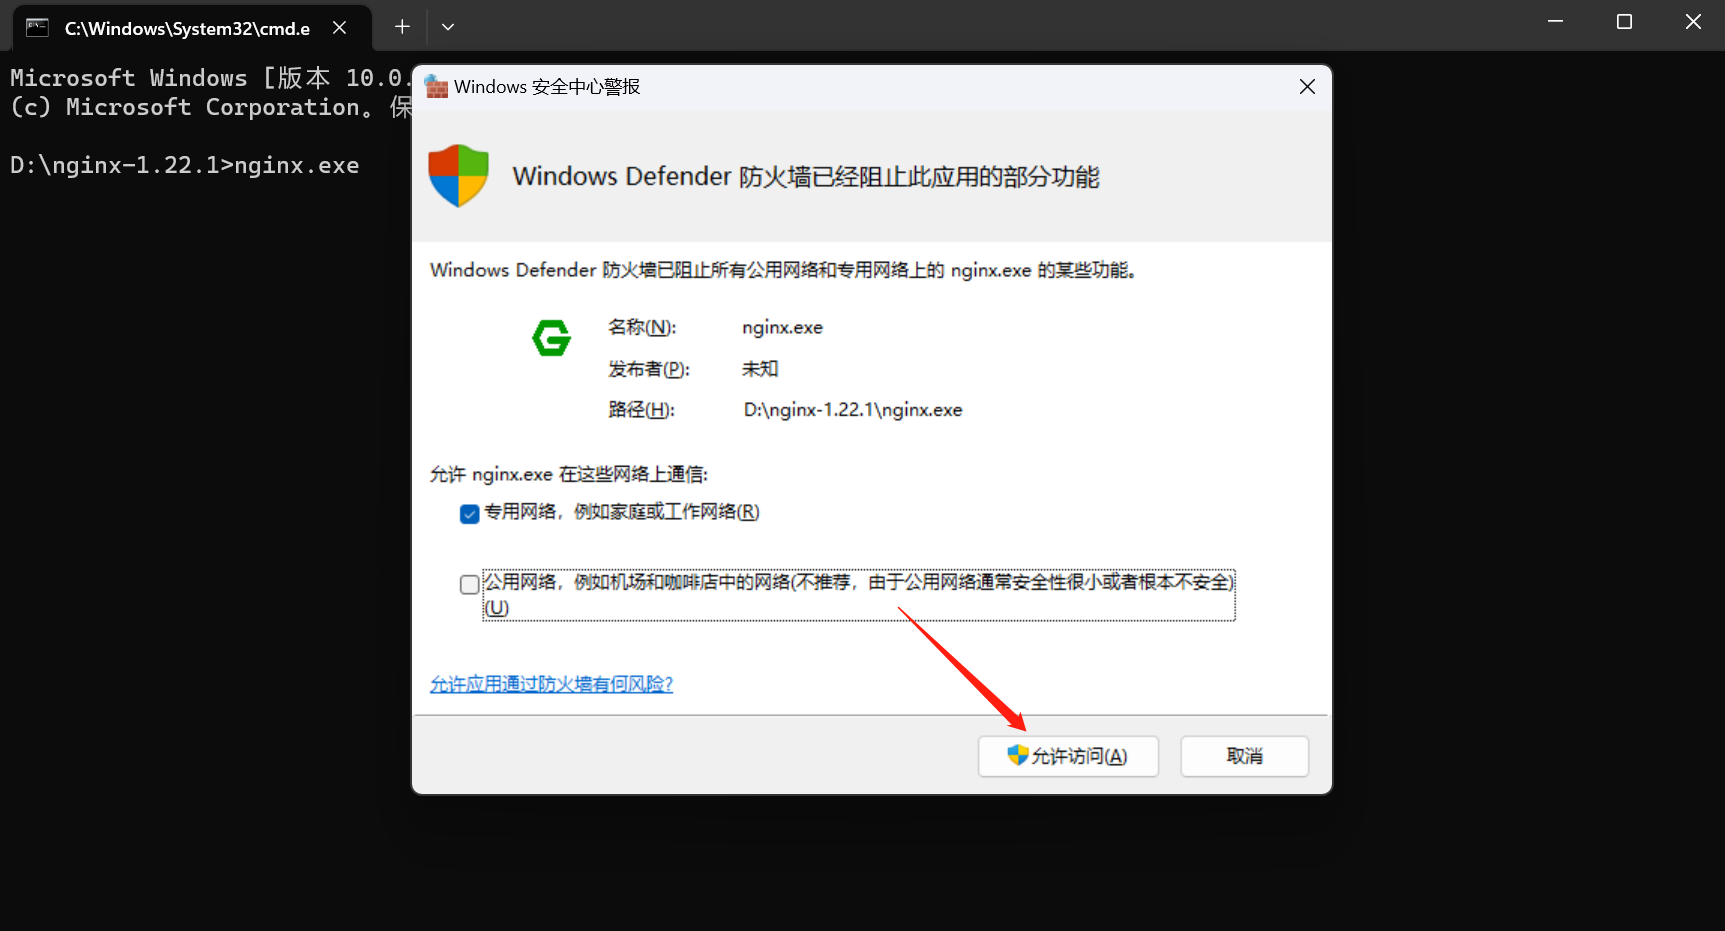 C:\Windows\System32\cmd.e
Microsoft Windows [版本 10.0.
(c) Microsoft Corporation。保
D:\nginx-1.22.1>nginx.exe
Windows 安全中心警报
Windows Defender 防火墙已经阻止此应用的部分功能
Windows Defender 防火墙已阻止所有公用网络和专用网络上的 nginx.exe 的某些功能。
名称(N): nginx.exe
发布者(P): 未知
路径(H): D:\nginx-1.22.1\nginx.exe
允许 nginx.exe 在这些网络上通信:
专用网络，例如家庭或工作网络(R)
公用网络，例如机场和咖啡店中的网络(不推荐，由于公用网络通常安全性很小或者根本不安全)
(U)
允许应用通过防火墙有何风险?
允许访问(A)
取消